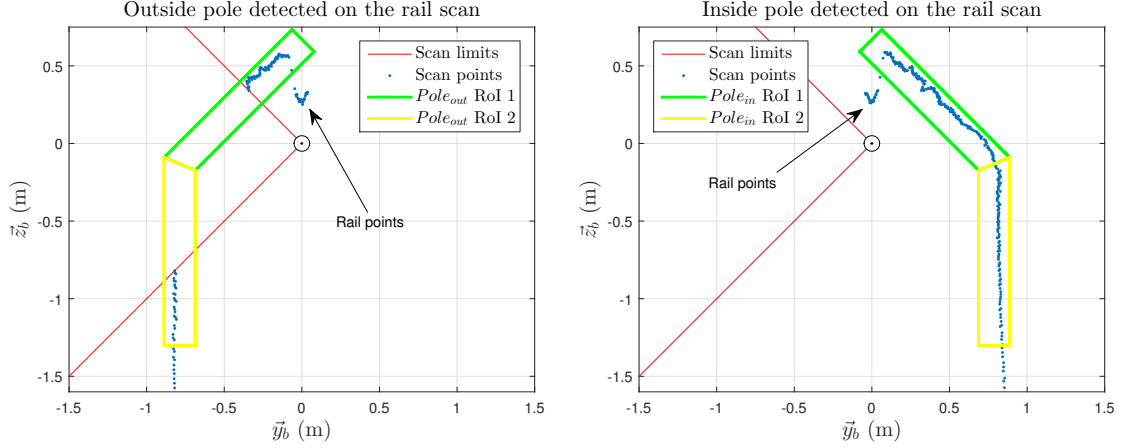 Outside pole detected on the rail scan
Scan limits
Scan points
Pole_out RoI 1
Pole_out RoI 2
Rail points
0.5
0
-0.5
-1
-1.5
-1.5 -1 -0.5 0 0.5 1 1.5
z⃗_b (m)
y⃗_b (m)
Inside pole detected on the rail scan
Scan limits
Scan points
Pole_in RoI 1
Pole_in RoI 2
Rail points
0.5
0
-0.5
-1
-1.5
-1.5 -1 -0.5 0 0.5 1 1.5
z⃗_b (m)
y⃗_b (m)